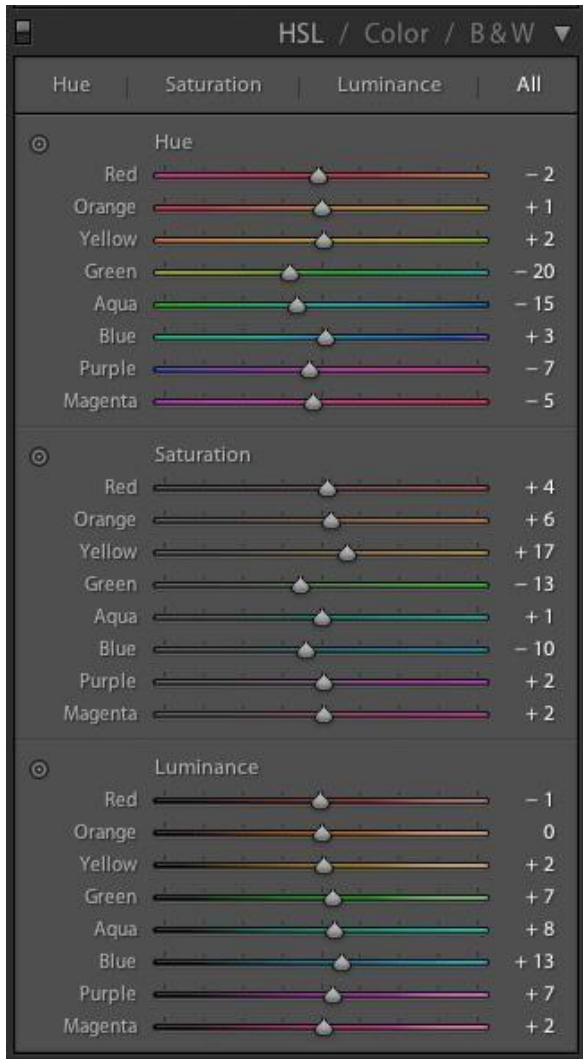 HSL / Color / B & W ▼
Hue | Saturation | Luminance | All
Hue
Red − 2
Orange + 1
Yellow + 2
Green − 20
Aqua − 15
Blue + 3
Purple − 7
Magenta − 5
Saturation
Red + 4
Orange + 6
Yellow + 17
Green − 13
Aqua + 1
Blue − 10
Purple + 2
Magenta + 2
Luminance
Red − 1
Orange 0
Yellow + 2
Green + 7
Aqua + 8
Blue + 13
Purple + 7
Magenta + 2